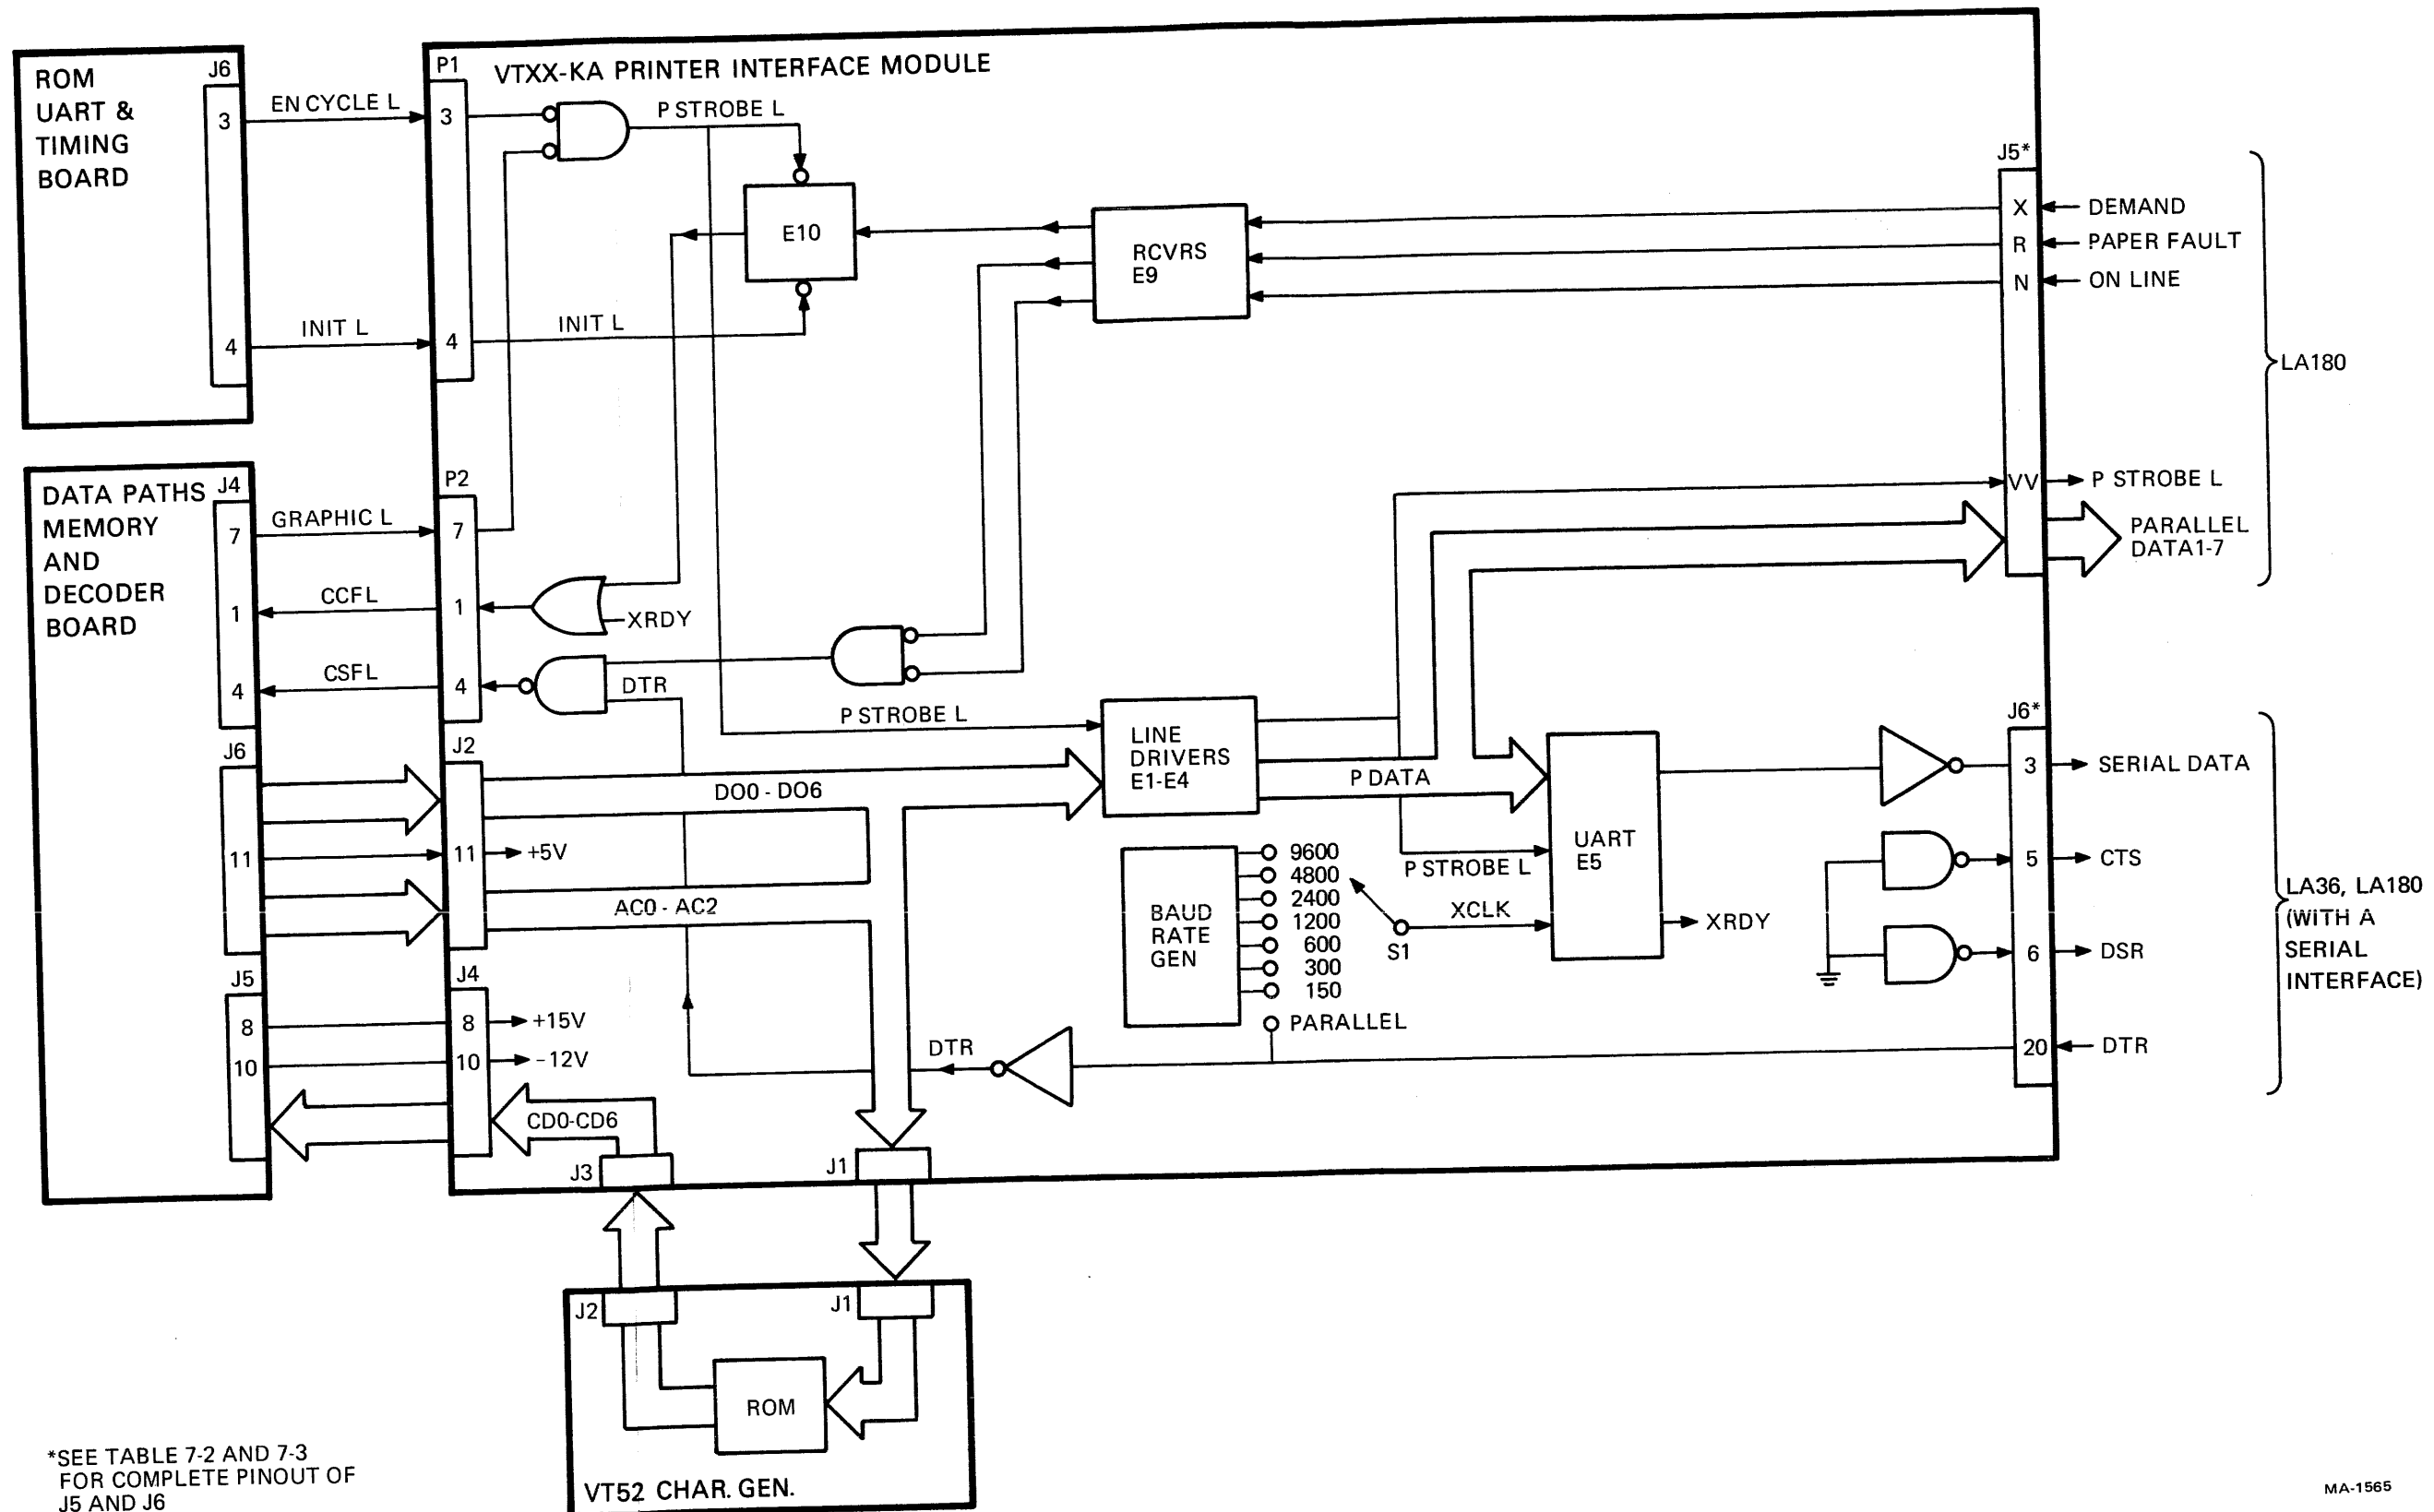 VTXX-KA PRINTER INTERFACE MODULE
ROM
UART &
TIMING
BOARD
J6
3
4
EN CYCLE L
INIT L
P1
3
4
P STROBE L
INIT L
E10
RCVRS
E9
J5*
X
R
N
VV
DEMAND
PAPER FAULT
ON LINE
P STROBE L
PARALLEL
DATA1-7
LA180
DATA PATHS
MEMORY
AND
DECODER
BOARD
J4
7
1
4
GRAPHIC L
CCFL
CSFL
P2
7
1
4
XRDY
DTR
P STROBE L
J6
11
J2
11
+5V
DO0 - DO6
AC0 - AC2
LINE
DRIVERS
E1-E4
P DATA
P STROBE L
UART
E5
XCLK
XRDY
S1
BAUD
RATE
GEN
9600
4800
2400
1200
600
300
150
PARALLEL
DTR
J6*
3
5
6
20
SERIAL DATA
CTS
DSR
DTR
LA36, LA180
(WITH A
SERIAL
INTERFACE)
J5
8
10
J4
8
10
+15V
-12V
CD0-CD6
J3
J1
J2
J1
ROM
VT52 CHAR. GEN.
*SEE TABLE 7-2 AND 7-3
FOR COMPLETE PINOUT OF
J5 AND J6
MA-1565